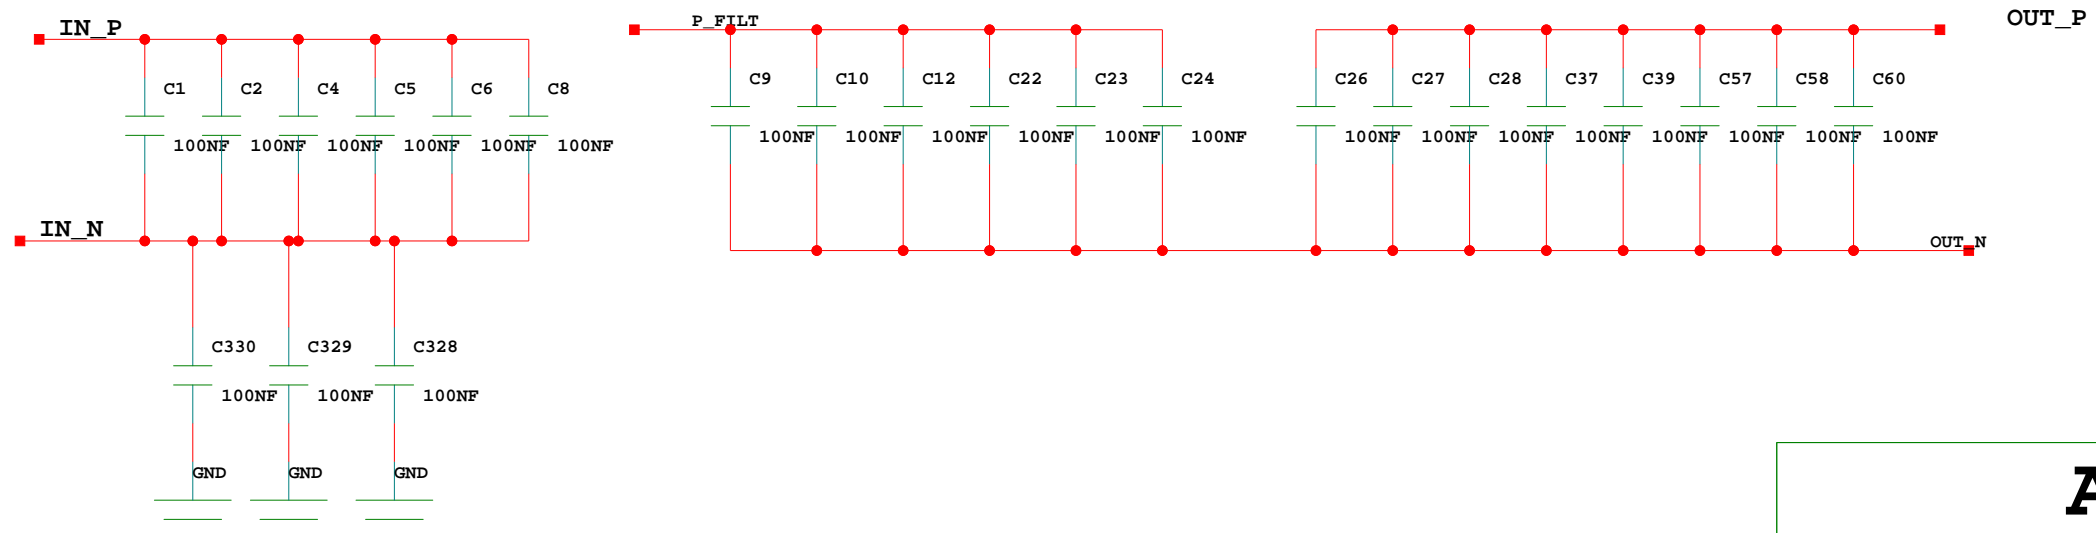 IN_P
P_FILT
OUT_P
C1 C2 C4 C5 C6 C8
C9 C10 C12 C22 C23 C24
C26 C27 C28 C37 C39 C57 C58 C60
100NF 100NF 100NF 100NF 100NF 100NF
100NF 100NF 100NF 100NF 100NF 100NF
100NF 100NF 100NF 100NF 100NF 100NF 100NF 100NF
IN_N
OUT_N
C330 C329 C328
100NF 100NF 100NF
GND GND GND